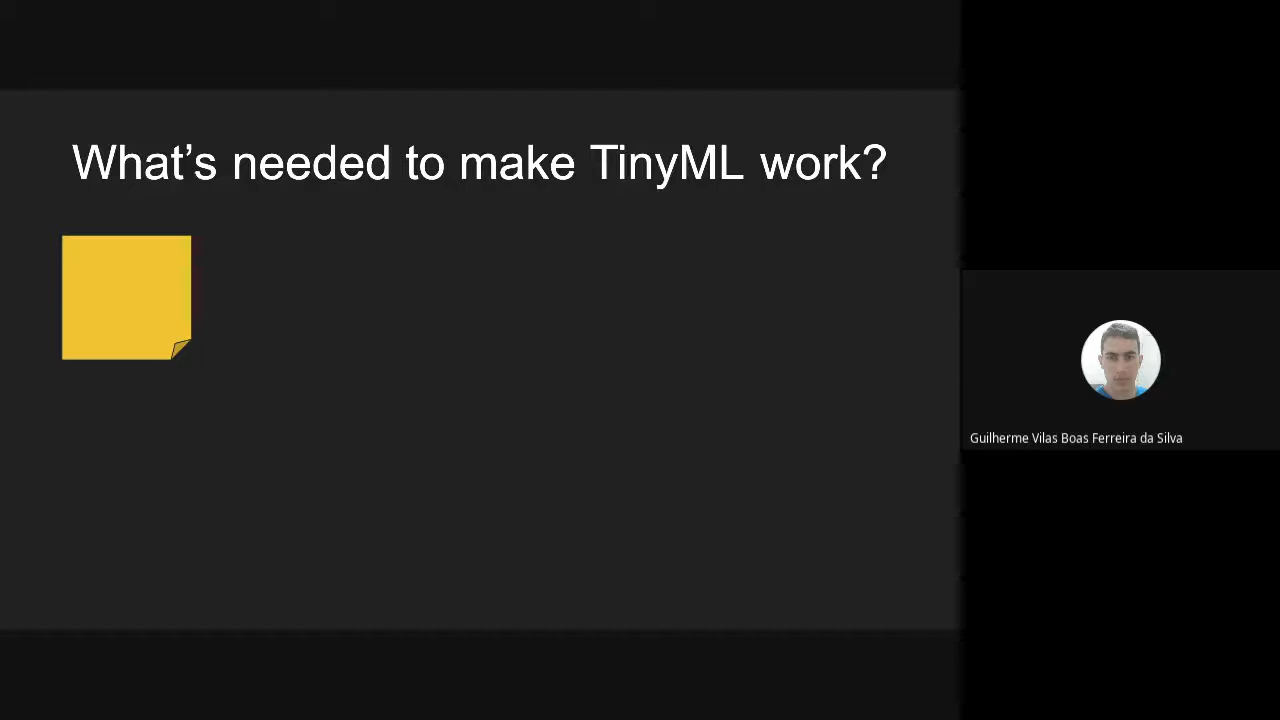 What’s needed to make TinyML work?
Guilherme Vilas Boas Ferreira da Silva